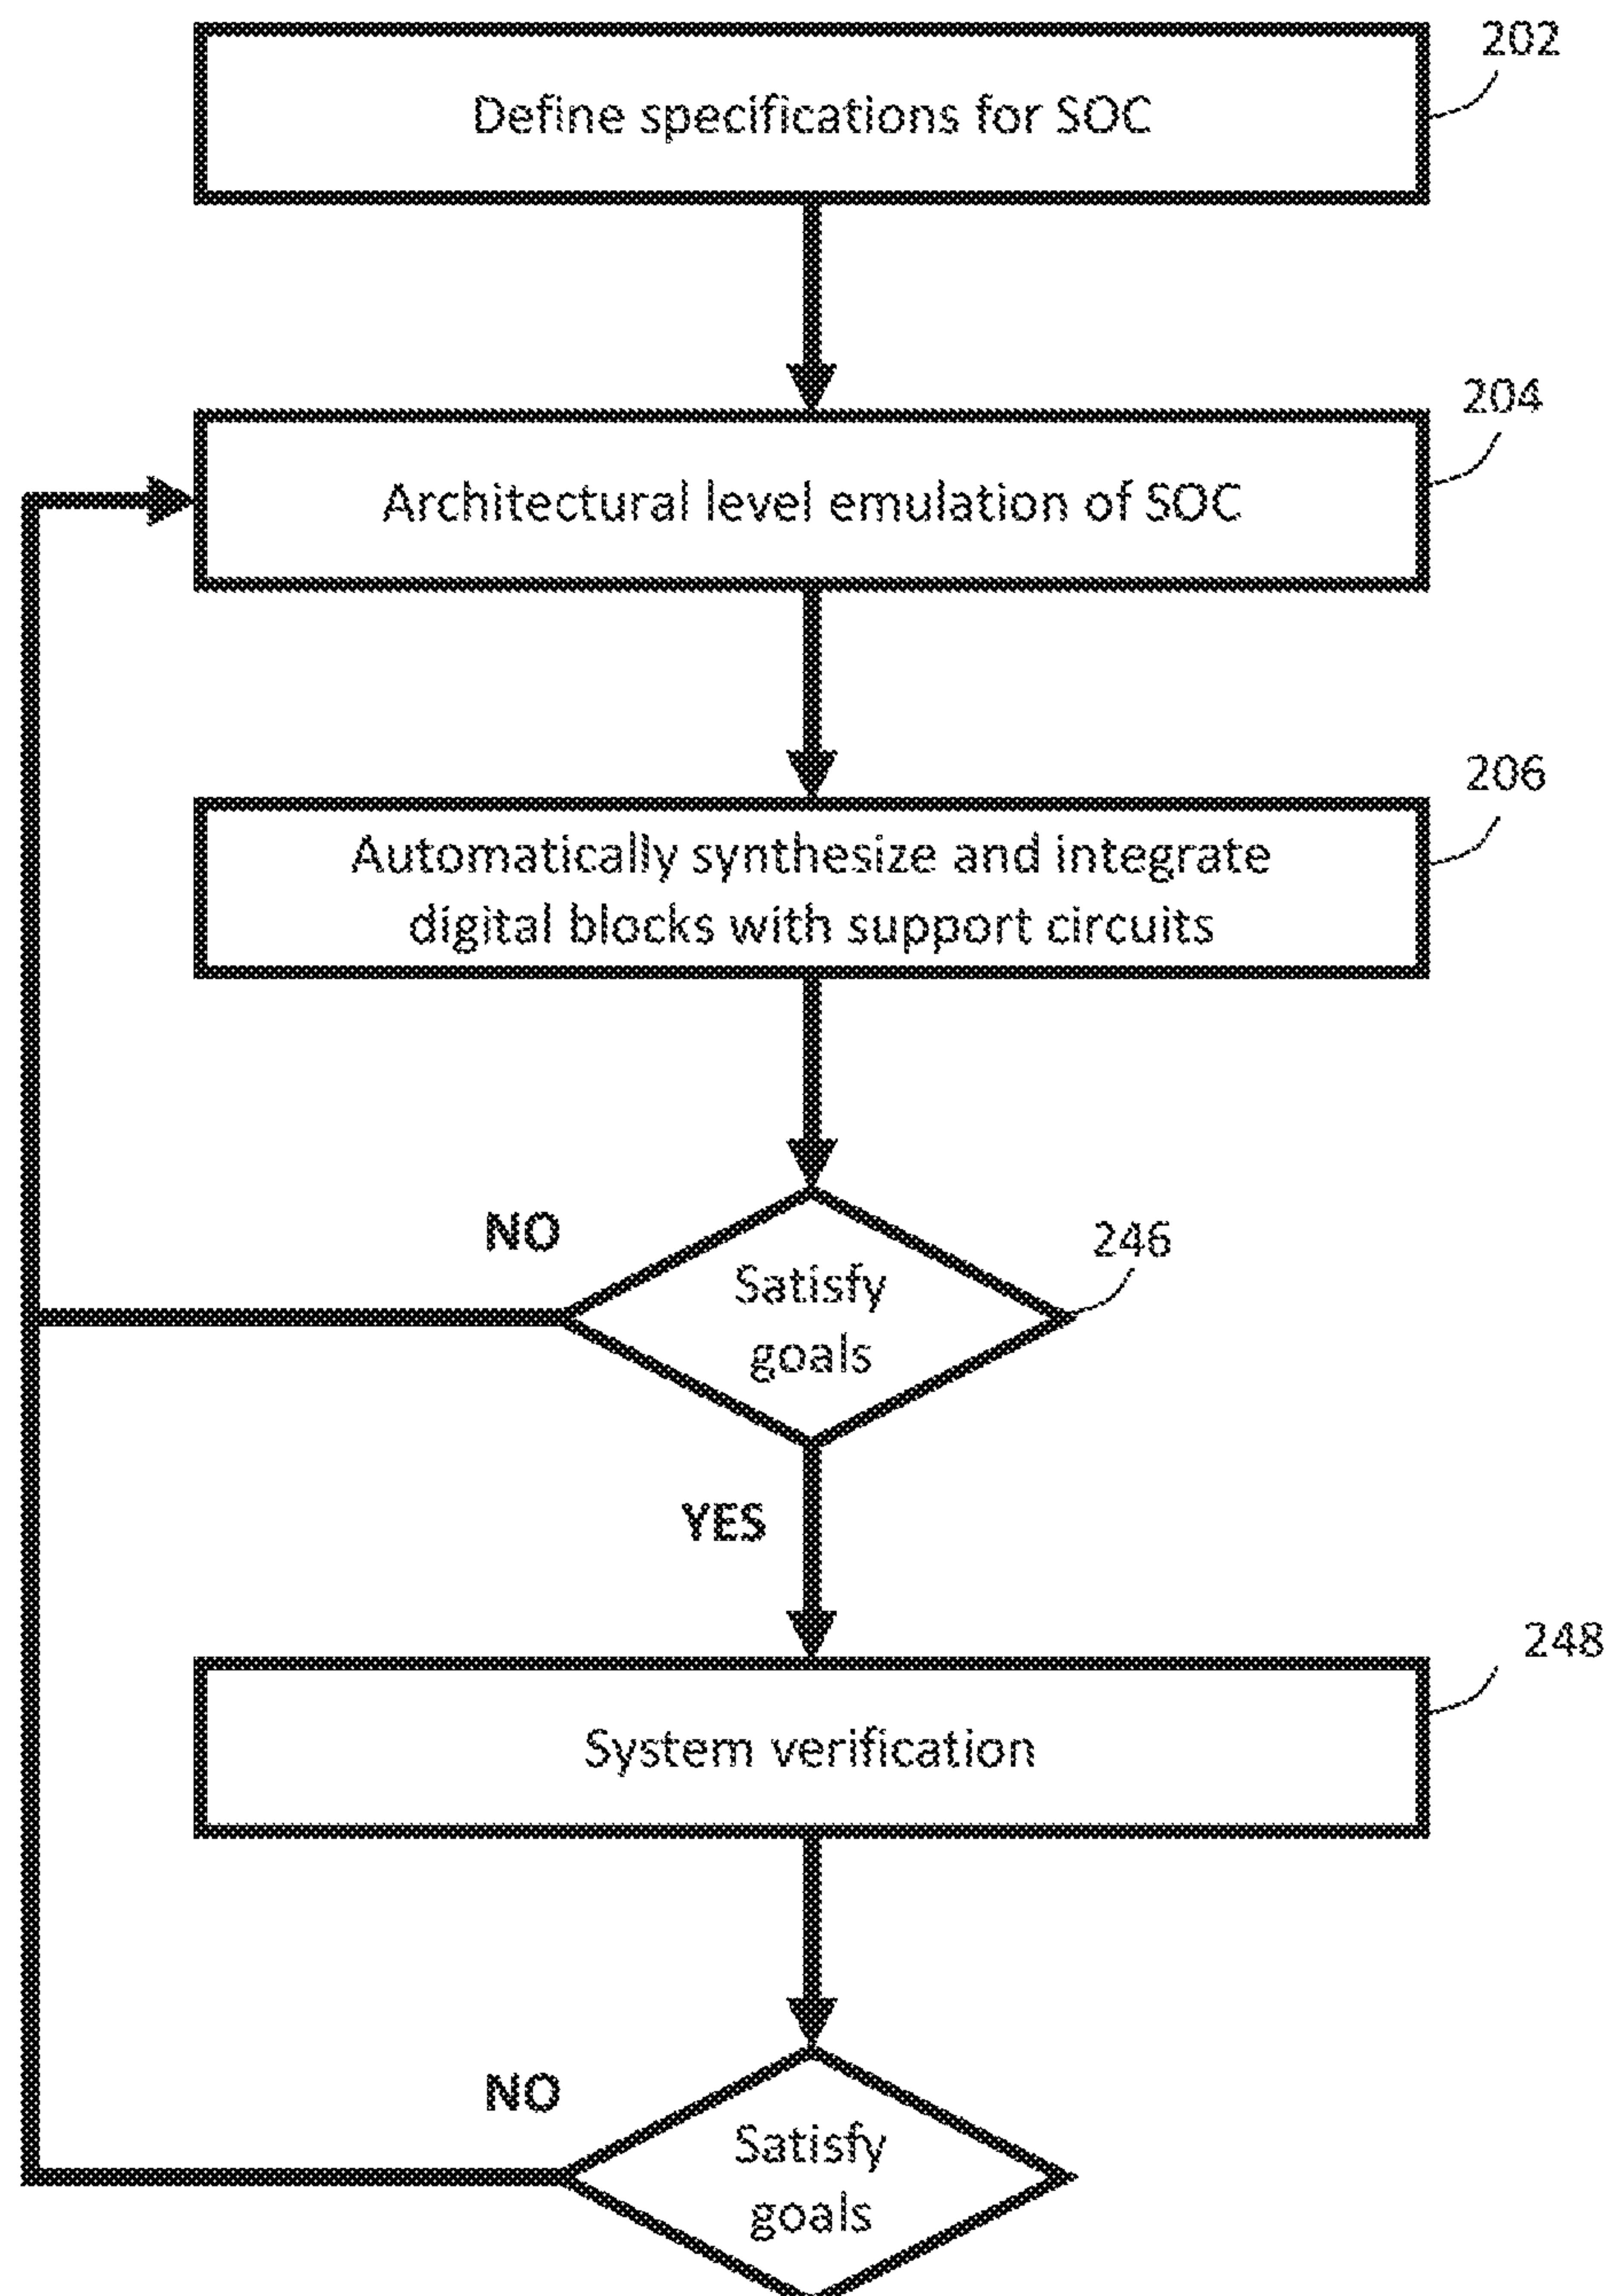 202
Define specifications for SOC
204
Architectural level emulation of SOC
206
Automatically synthesize and integrate
digital blocks with support circuits
NO
246
Satisfy
goals
YES
248
System verification
NO
Satisfy
goals